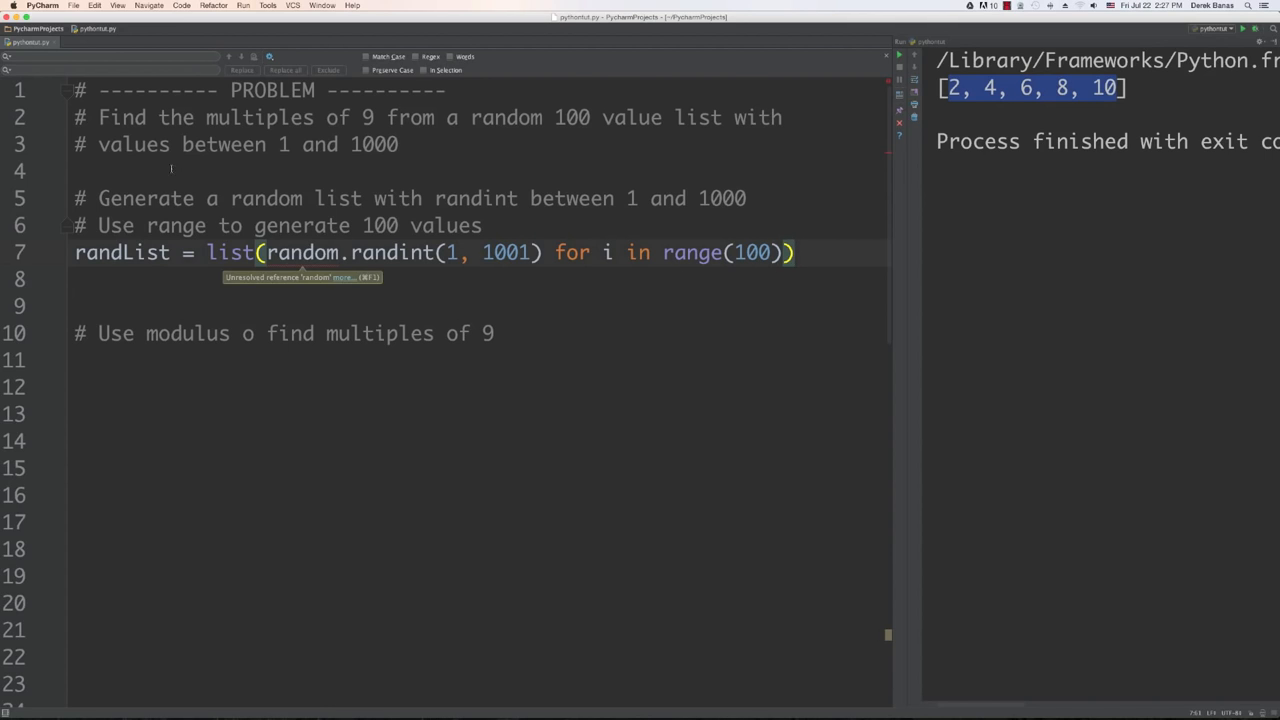 PyCharm File Edit View Navigate Code Refactor Run Tools VCS Window Help 10 Fri Jul 22 2:27 PM Derek Banas
pythontut.py - PycharmProjects - [~/PycharmProjects]
PycharmProjects pythontut.py pythontut
pythontut.py Run pythontut
Match Case Regex Words
Replace Replace all Exclude Preserve Case In Selection
1 # ---------- PROBLEM ----------
2 # Find the multiples of 9 from a random 100 value list with
3 # values between 1 and 1000
4
5 # Generate a random list with randint between 1 and 1000
6 # Use range to generate 100 values
7 randList = list(random.randint(1, 1001) for i in range(100))
Unresolved reference 'random' more... (⌘F1)
8
9
10 # Use modulus o find multiples of 9
11
12
13
14
15
16
17
18
19
20
21
22
23
/Library/Frameworks/Python.fr
[2, 4, 6, 8, 10]
Process finished with exit co
7:61 LF‡ UTF-8‡